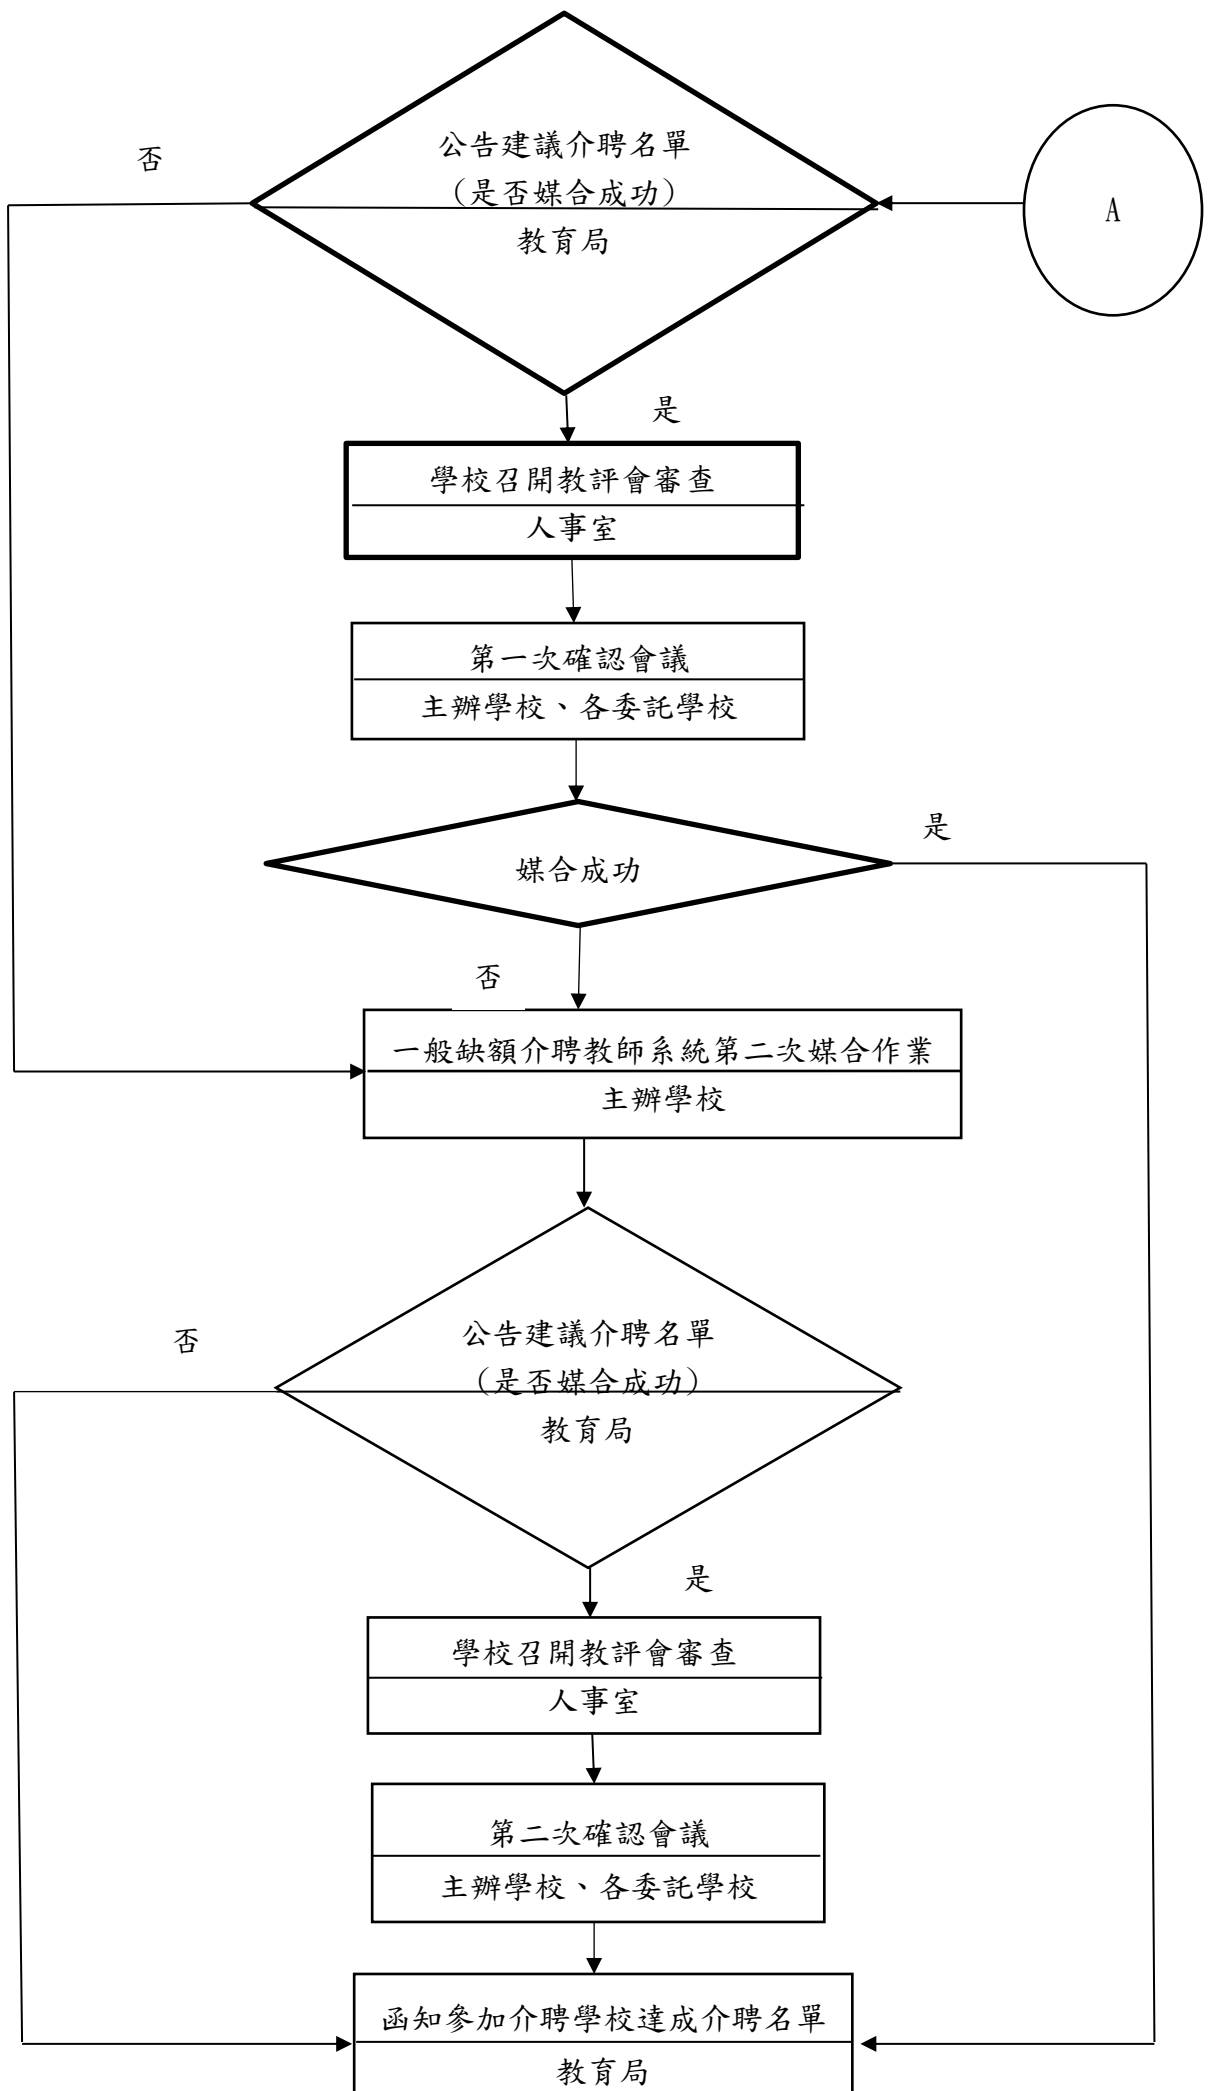 公告建議介聘名單
（是否媒合成功）
教育局
否
A
是
學校召開教評會審查
人事室
第一次確認會議
主辦學校、各委託學校
是
媒合成功
否
一般缺額介聘教師系統第二次媒合作業
主辦學校
公告建議介聘名單
（是否媒合成功）
教育局
否
是
學校召開教評會審查
人事室
第二次確認會議
主辦學校、各委託學校
函知參加介聘學校達成介聘名單
教育局